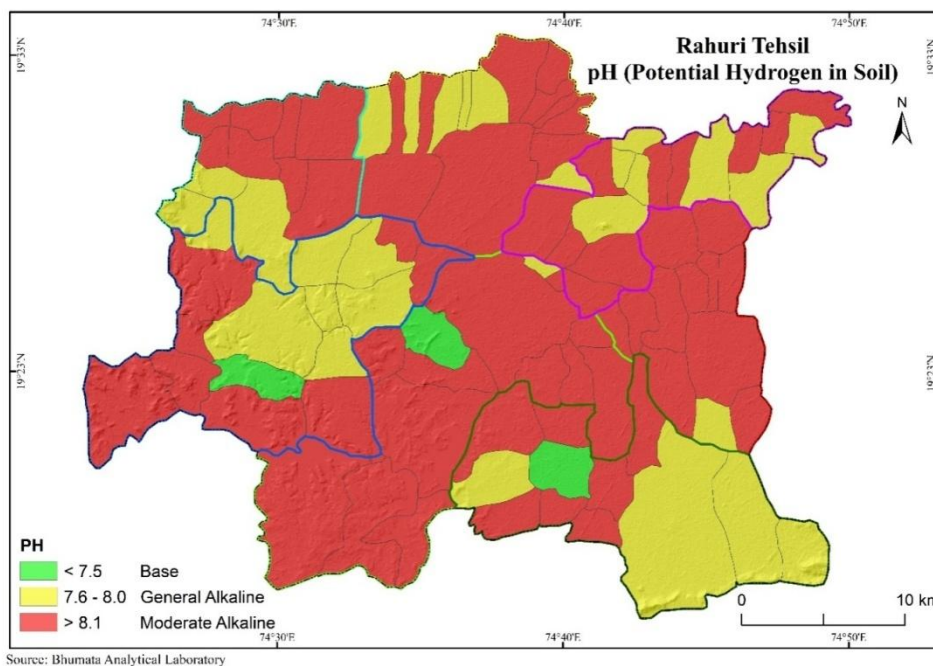 74°30'E 74°40'E 74°50'E
Rahuri Tehsil
pH (Potential Hydrogen in Soil)
N
19°33'N 19°33'N
19°23'N 19°23'N
PH
< 7.5 Base
7.6 - 8.0 General Alkaline
> 8.1 Moderate Alkaline
0 10 km
74°30'E 74°40'E 74°50'E
Source: Bhumata Analytical Laboratory